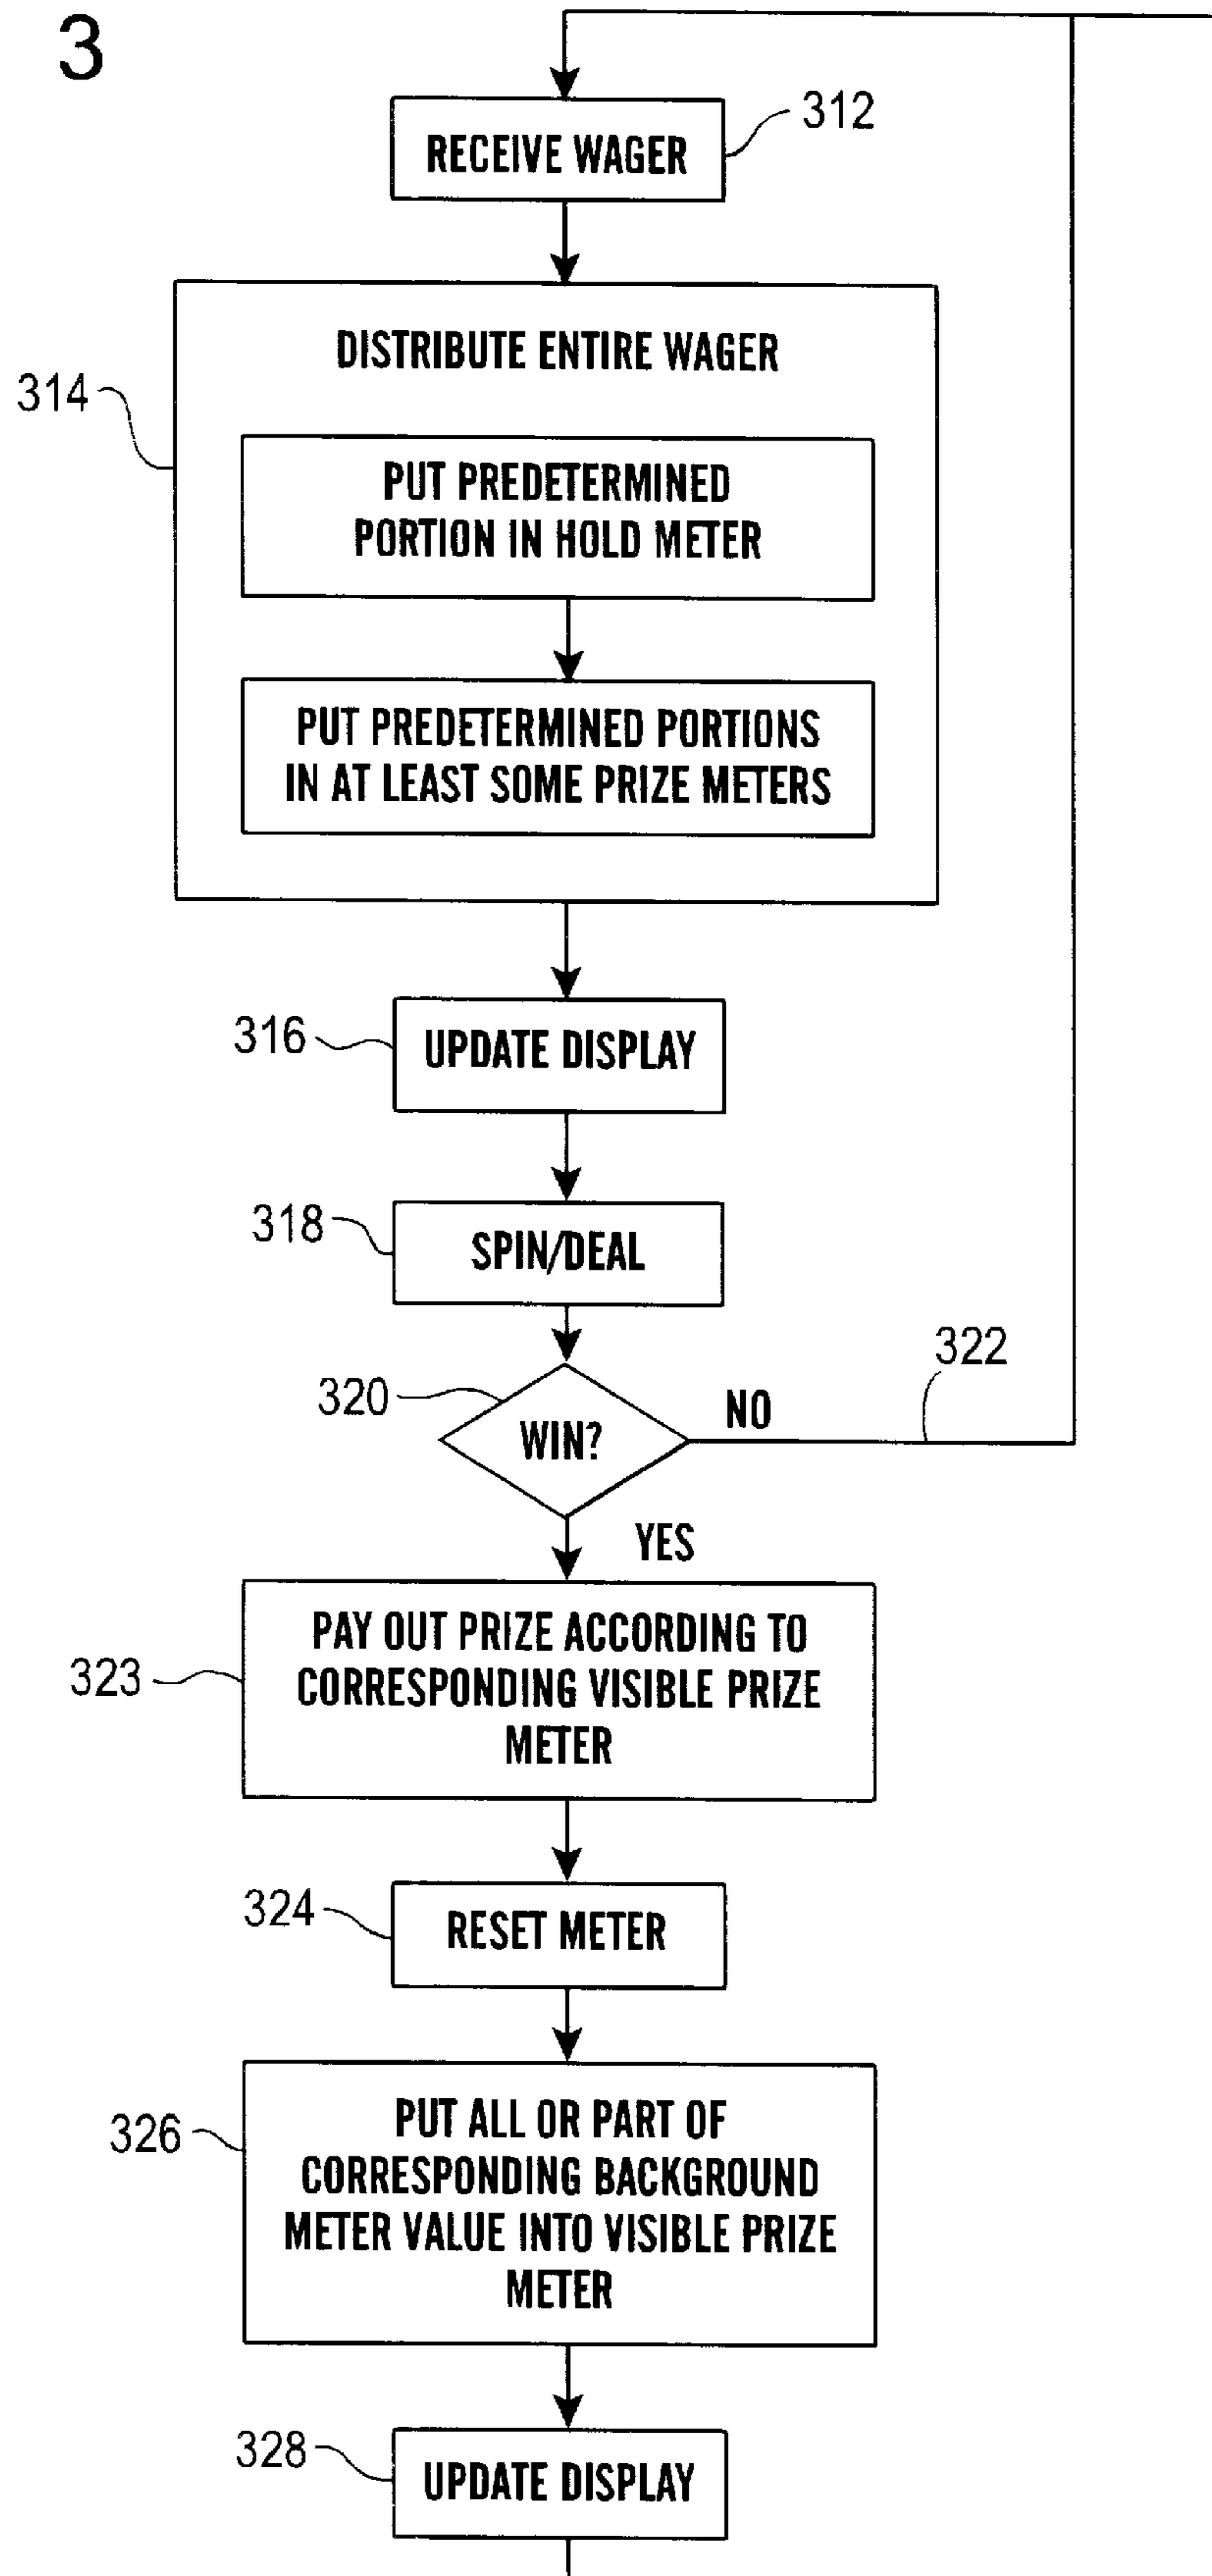 3
312
RECEIVE WAGER
DISTRIBUTE ENTIRE WAGER
314
PUT PREDETERMINED
PORTION IN HOLD METER
PUT PREDETERMINED PORTIONS
IN AT LEAST SOME PRIZE METERS
316
UPDATE DISPLAY
318
SPIN/DEAL
322
320
NO
WIN?
YES
PAY OUT PRIZE ACCORDING TO
323
CORRESPONDING VISIBLE PRIZE
METER
324
RESET METER
PUT ALL OR PART OF
326
CORRESPONDING BACKGROUND
METER VALUE INTO VISIBLE PRIZE
METER
328
UPDATE DISPLAY